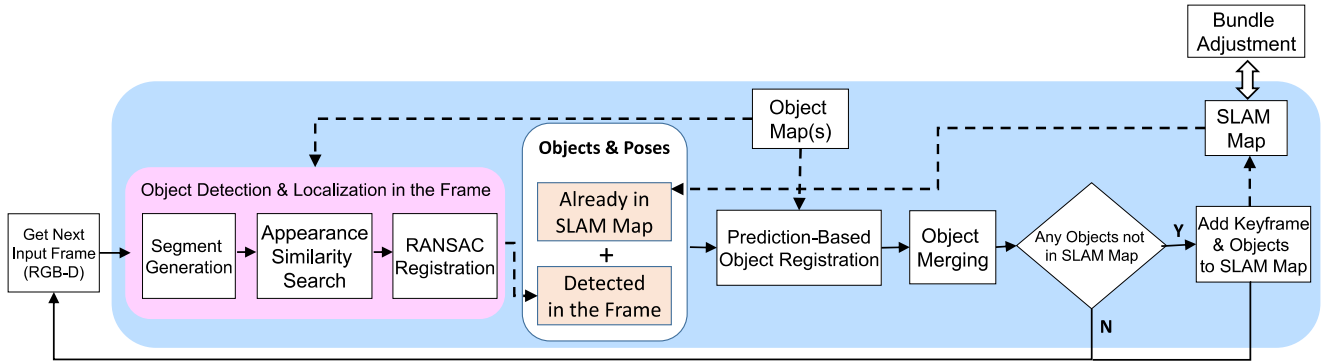 Bundle
Adjustment
Object
Map(s)
SLAM
Map
Objects & Poses
Object Detection & Localization in the Frame
Already in
SLAM Map
Get Next
Input Frame
(RGB-D)
Segment
Generation
Appearance
Similarity
Search
RANSAC
Registration
+
Detected
in the Frame
Prediction-Based
Object Registration
Object
Merging
Any Objects not
in SLAM Map
Y
N
Add Keyframe
& Objects
to SLAM Map